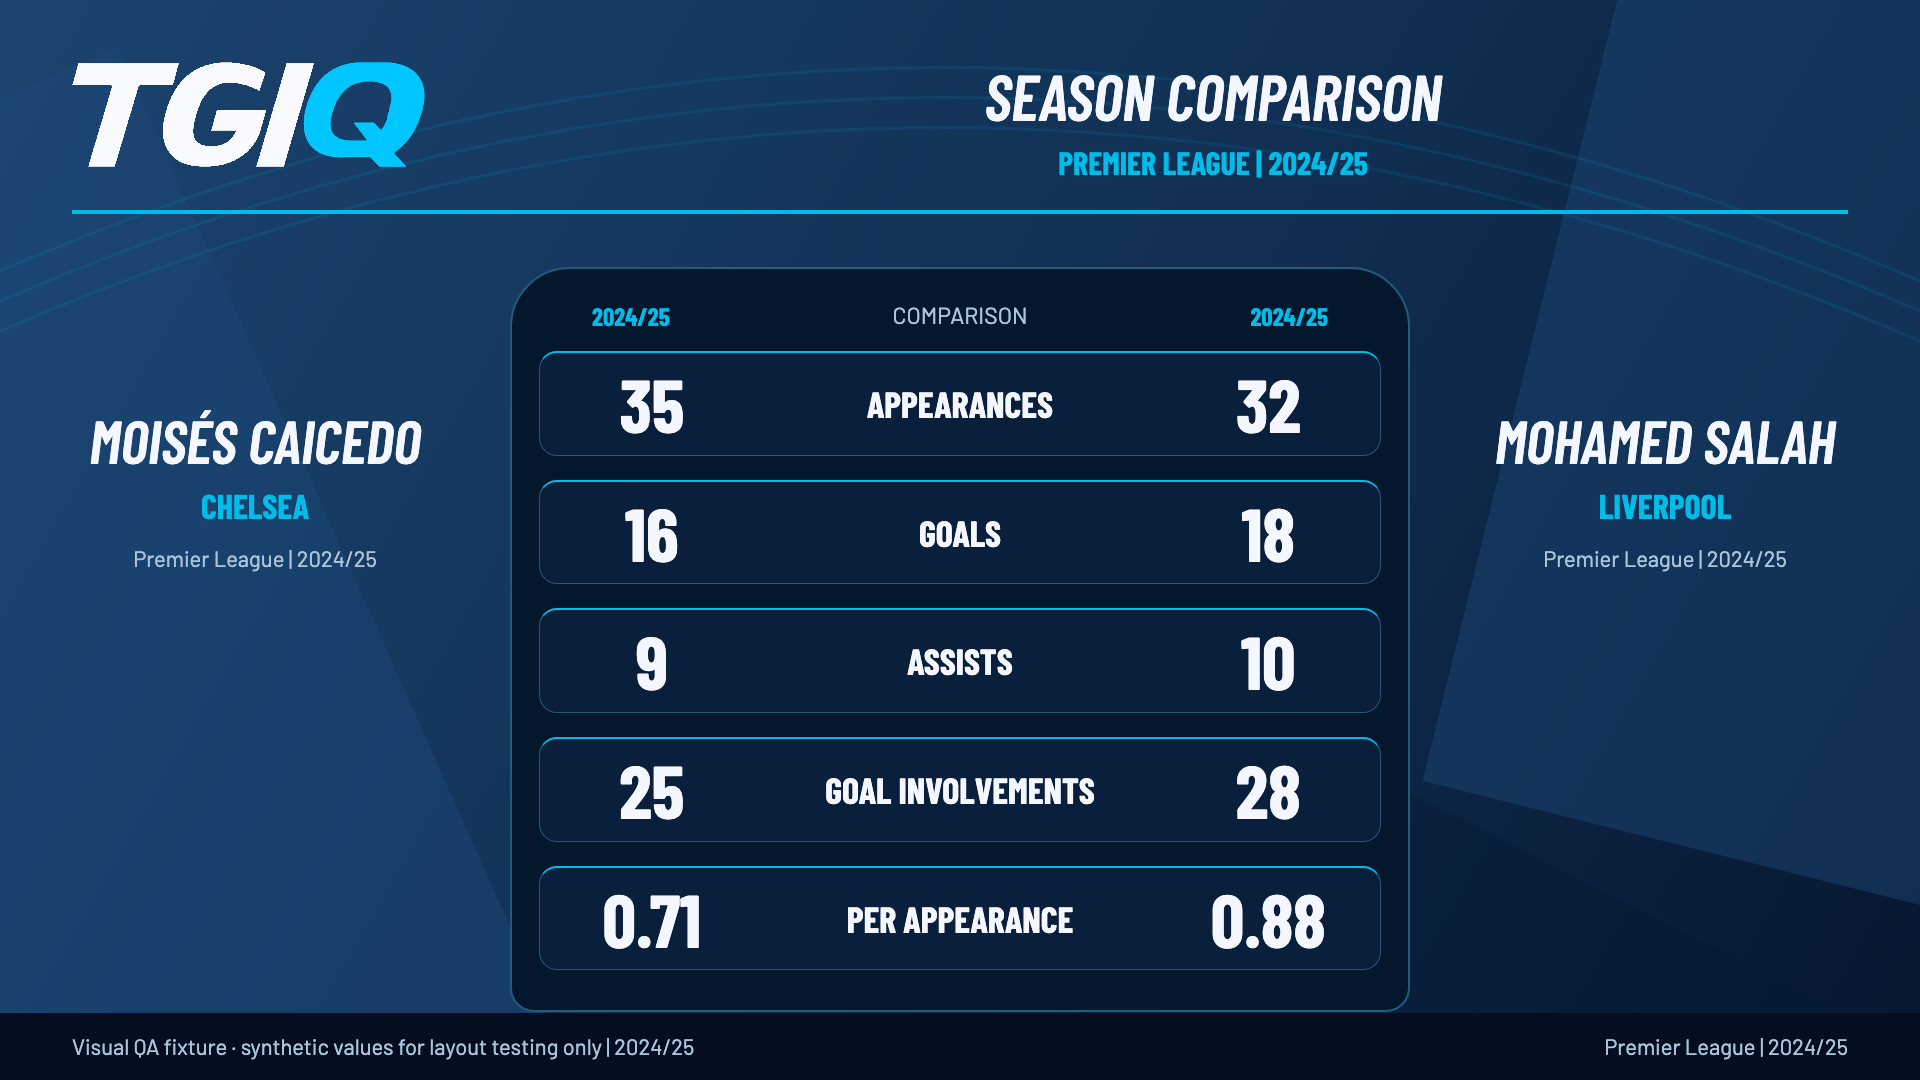 TGIQ
SEASON COMPARISON
PREMIER LEAGUE | 2024/25
MOISÉS CAICEDO
CHELSEA
Premier League | 2024/25
2024/25 COMPARISON 2024/25
35 APPEARANCES 32
16 GOALS 18
9 ASSISTS 10
25 GOAL INVOLVEMENTS 28
0.71 PER APPEARANCE 0.88
MOHAMED SALAH
LIVERPOOL
Premier League | 2024/25
Visual QA fixture · synthetic values for layout testing only | 2024/25
Premier League | 2024/25